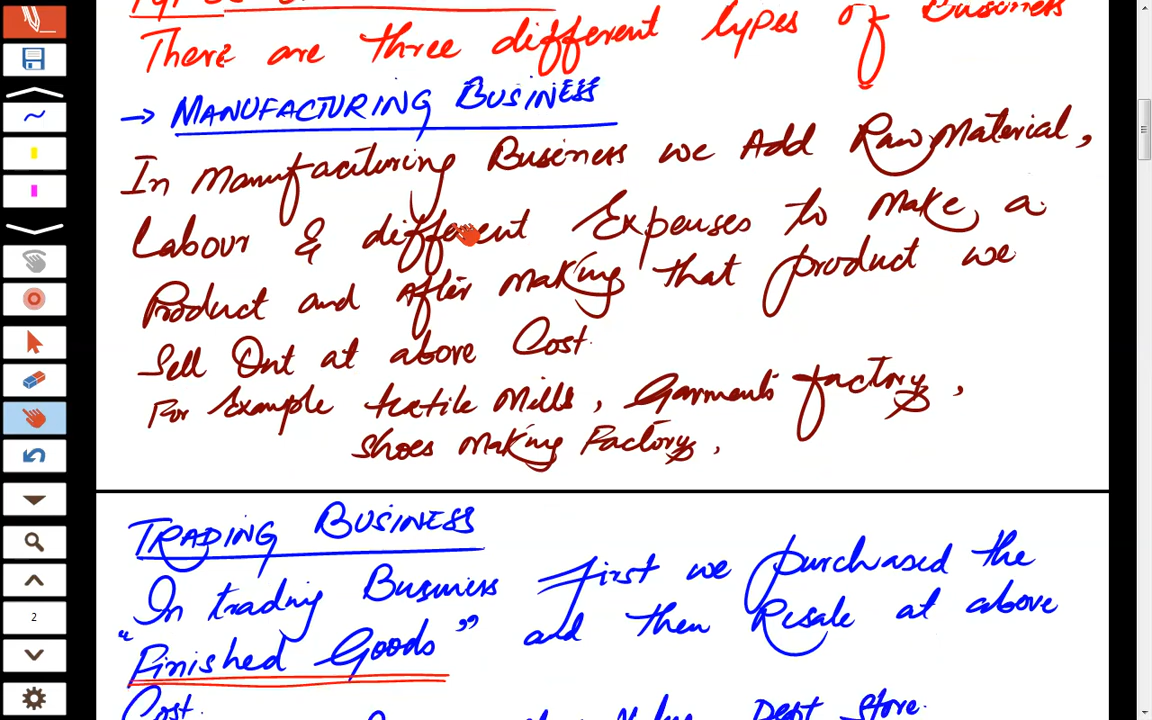 There are three different types of Business
→ MANUFACTURING BUSINESS
In Manufacituring Business we Add Raw Material,
Labour & different Expenses to Make a
Product and After Making that product we
Sell Out at above Cost.
For Example textile Mills, Garments factory,
Shoes Making Factory,
TRADING BUSINESS
In trading Business first we purchased the
“Finished Goods” and then Resale at above
Cost.
Dept Store.
2